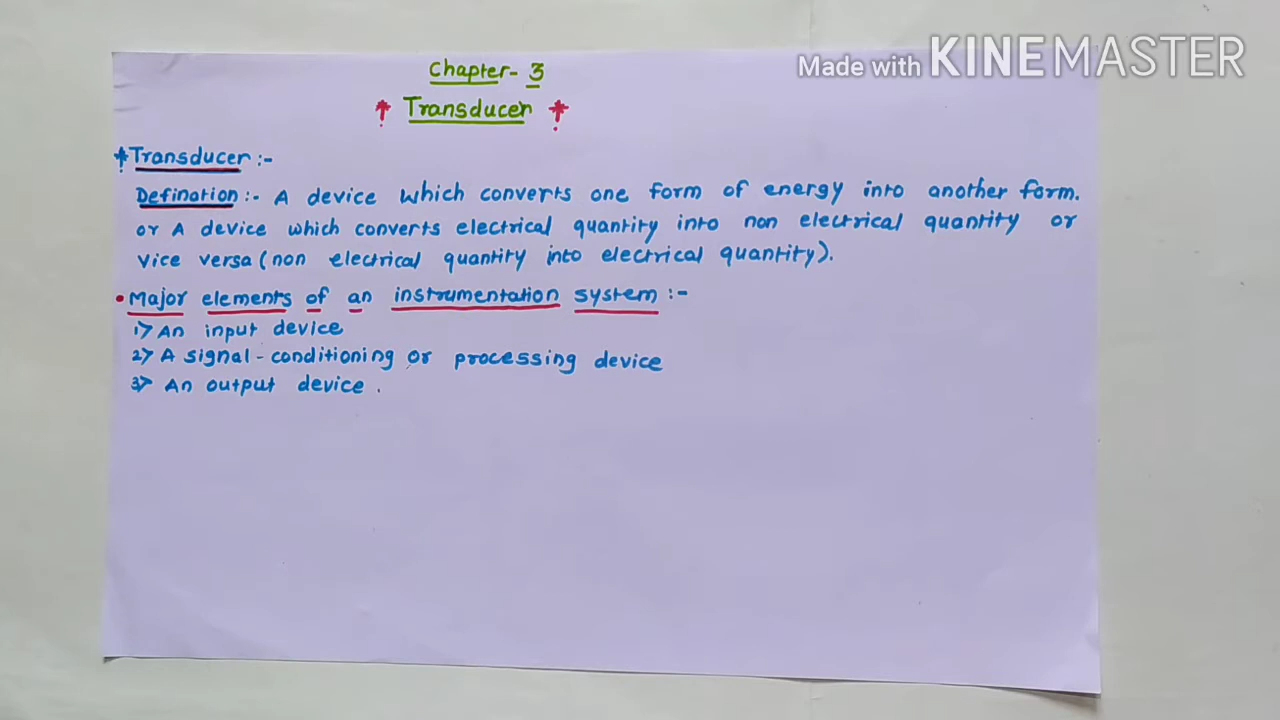 Made with KINEMASTER
Chapter-3
Transducer
Transducer :-
Defination :- A device which converts one form of energy into another form.
or A device which converts electrical quantity into non electrical quantity or
vice versa (non electrical quantity into electrical quantity).
• Major elements of an instrumentation system :-
1> An input device
2> A signal-conditioning or processing device
3> An output device .